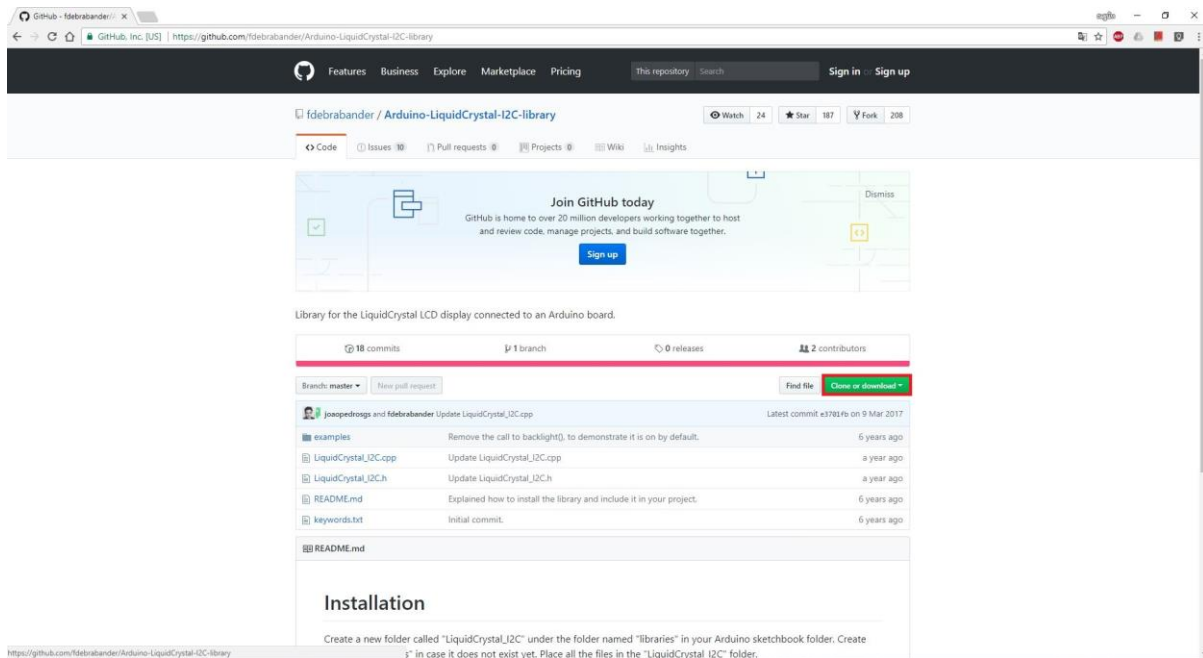 GitHub - fdebrabander/
GitHub, Inc. [US] | https://github.com/fdebrabander/Arduino-LiquidCrystal-I2C-library
Features Business Explore Marketplace Pricing This repository Search Sign in or Sign up
fdebrabander / Arduino-LiquidCrystal-I2C-library
Watch 24 Star 187 Fork 208
Code Issues 10 Pull requests 0 Projects 0 Wiki Insights
Dismiss
Join GitHub today
GitHub is home to over 20 million developers working together to host
and review code, manage projects, and build software together.
Sign up
Library for the LiquidCrystal LCD display connected to an Arduino board.
18 commits 1 branch 0 releases 2 contributors
Branch: master New pull request Find file Clone or download
joaopedrosgs and fdebrabander Update LiquidCrystal_I2C.cpp Latest commit e3701fb on 9 Mar 2017
examples Remove the call to backlight(), to demonstrate it is on by default. 6 years ago
LiquidCrystal_I2C.cpp Update LiquidCrystal_I2C.cpp a year ago
LiquidCrystal_I2C.h Update LiquidCrystal_I2C.h a year ago
README.md Explained how to install the library and include it in your project. 6 years ago
keywords.txt Initial commit. 6 years ago
README.md
Installation
Create a new folder called "LiquidCrystal_I2C" under the folder named "libraries" in your Arduino sketchbook folder. Create
s" in case it does not exist yet. Place all the files in the "LiquidCrystal_I2C" folder.
https://github.com/fdebrabander/Arduino-LiquidCrystal-I2C-library